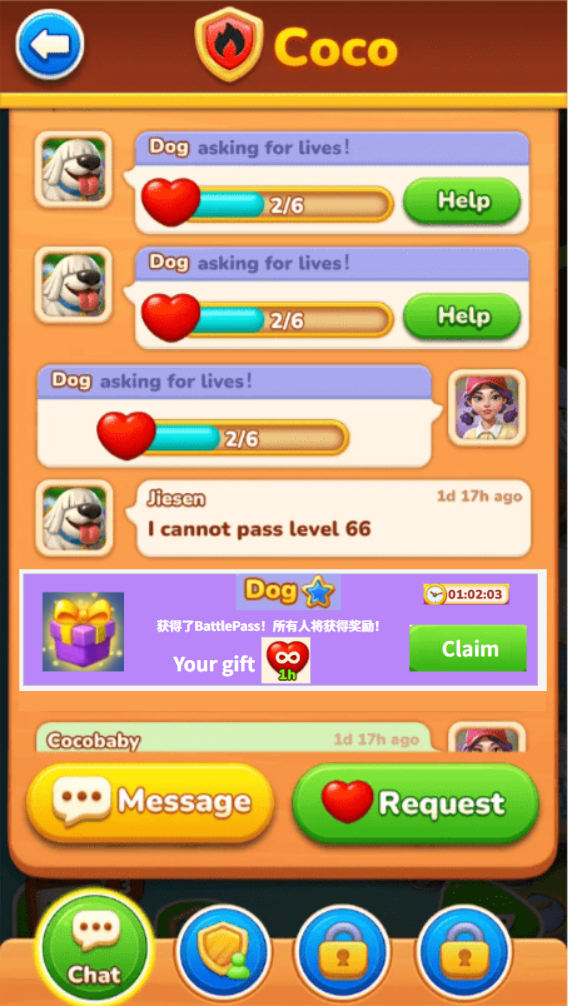 Coco
Dog asking for lives!
2/6
Help
Dog asking for lives!
2/6
Help
Dog asking for lives!
2/6
Jiesen
1d 17h ago
I cannot pass level 66
Dog
01:02:03
获得了BattlePass！所有人将获得奖励！
Your gift
∞
1h
Claim
Cocobaby
1d 17h ago
Message
Request
Chat